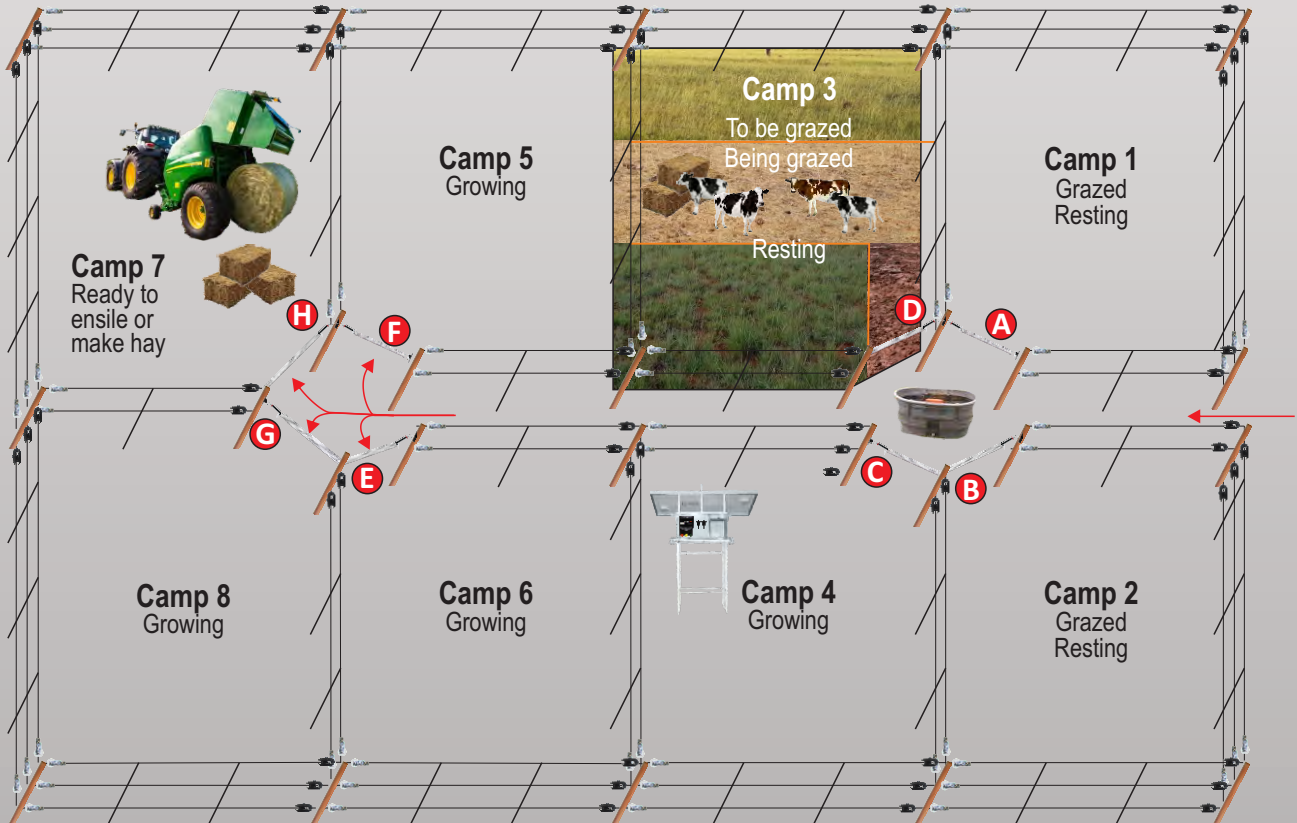 Camp 7
Ready to
ensile or
make hay
Camp 5
Growing
Camp 3
To be grazed
Being grazed
Resting
Camp 1
Grazed
Resting
H
F
D
A
G
E
C
B
Camp 8
Growing
Camp 6
Growing
Camp 4
Growing
Camp 2
Grazed
Resting